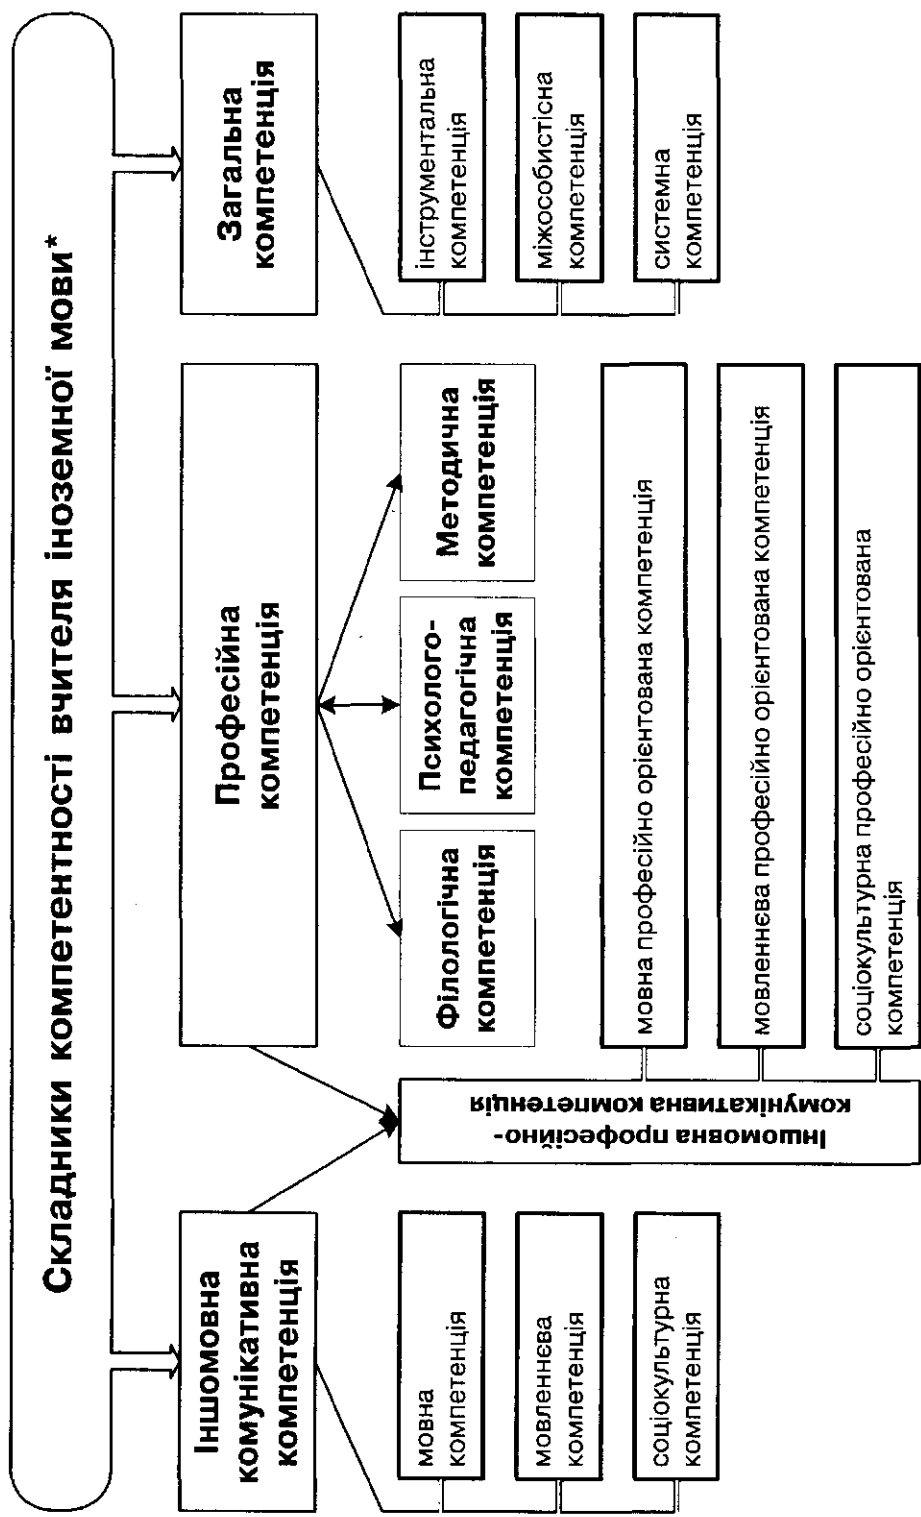 Складники компетентності вчителя іноземної мови*
Іншомовна
комунікативна
компетенція
Професійна
компетенція
Загальна
компетенція
мовна
компетенція
мовленнєва
компетенція
соціокультурна
компетенція
Іншомовна професійно-
комунікативна компетенція
Філологічна
компетенція
Психолого-
педагогічна
компетенція
Методична
компетенція
мовна професійно орієнтована компетенція
мовленнєва професійно орієнтована компетенція
соціокультурна професійно орієнтована
компетенція
інструментальна
компетенція
міжособистісна
компетенція
системна
компетенція